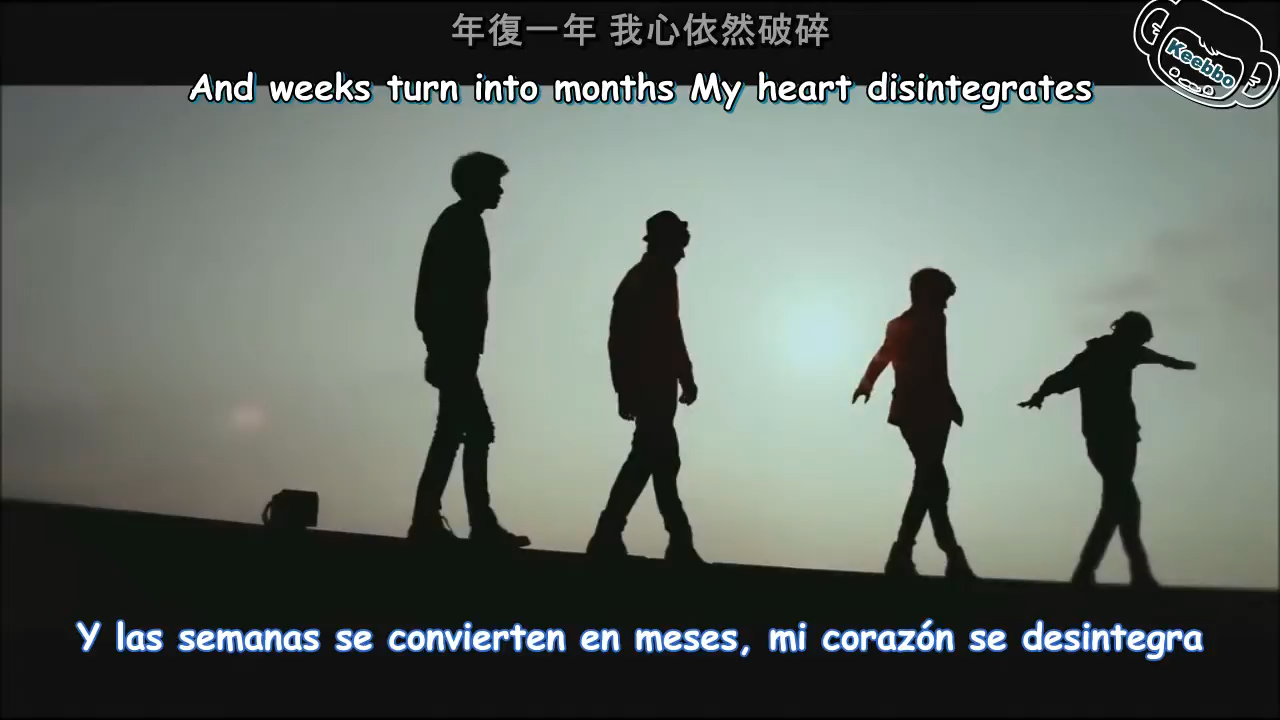 年復一年 我心依然破碎
And weeks turn into months My heart disintegrates
Keebbo
Y las semanas se convierten en meses, mi corazón se desintegra